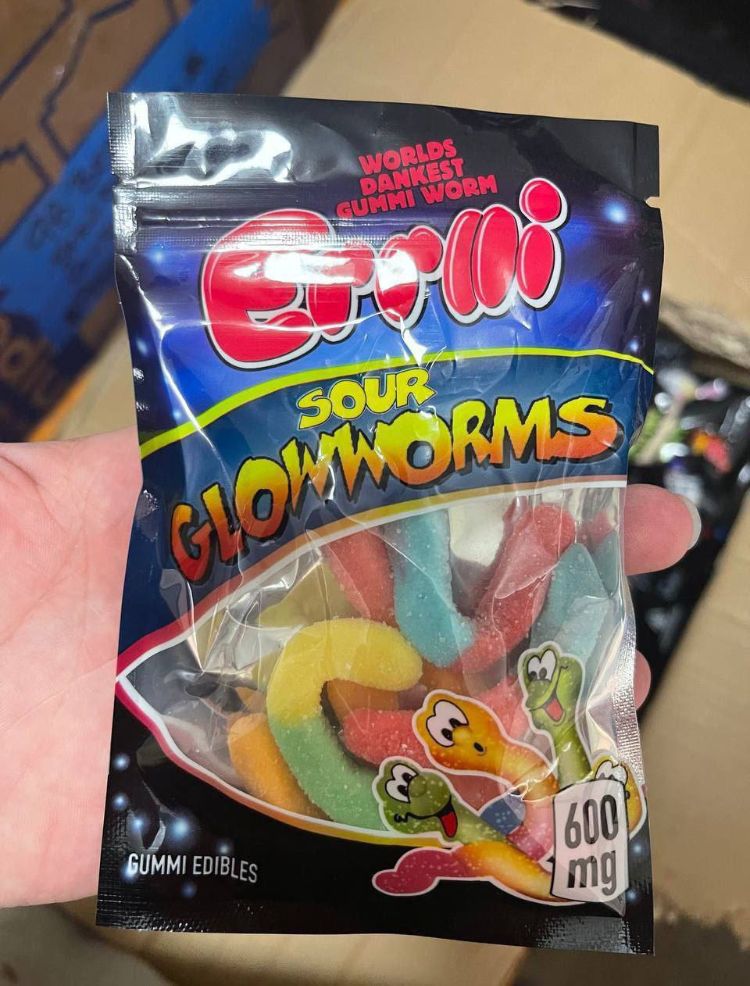 WORLDS
DANKEST
GUMMI WORM
Errlli
SOUR
GLOWWORMS
600
mg
GUMMI EDIBLES